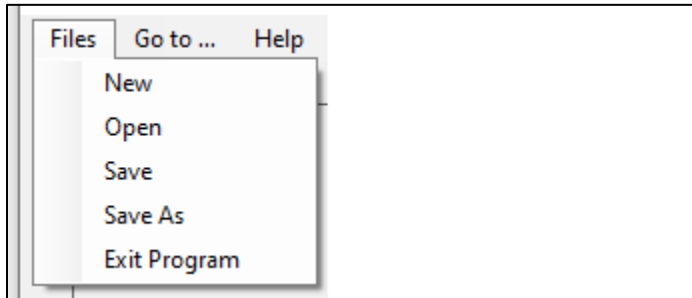 Files Go to ... Help
New
Open
Save
Save As
Exit Program